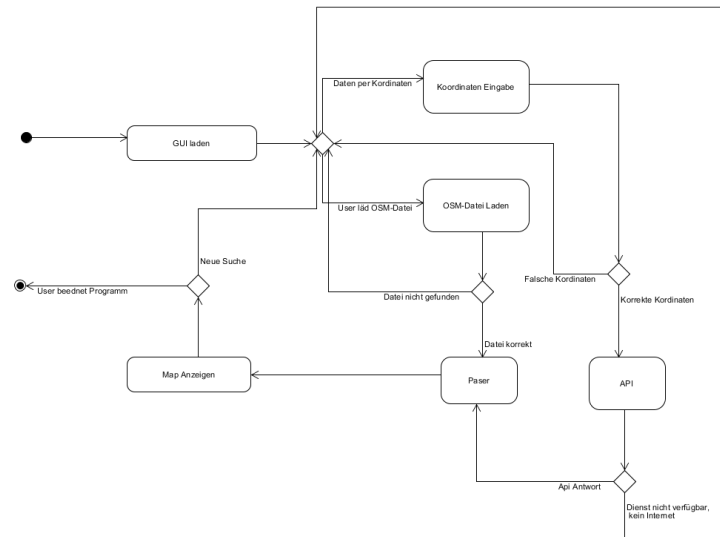 Daten per Kordinaten
Koordinaten Eingabe
GUI laden
User läd OSM-Datei
OSM-Datei Laden
Neue Suche
Falsche Kordinaten
User beednet Programm
Datei nicht gefunden
Korrekte Kordinaten
Datei korrekt
Map Anzeigen
Paser
API
Api Antwort
Dienst nicht verfügbar,
kein Internet